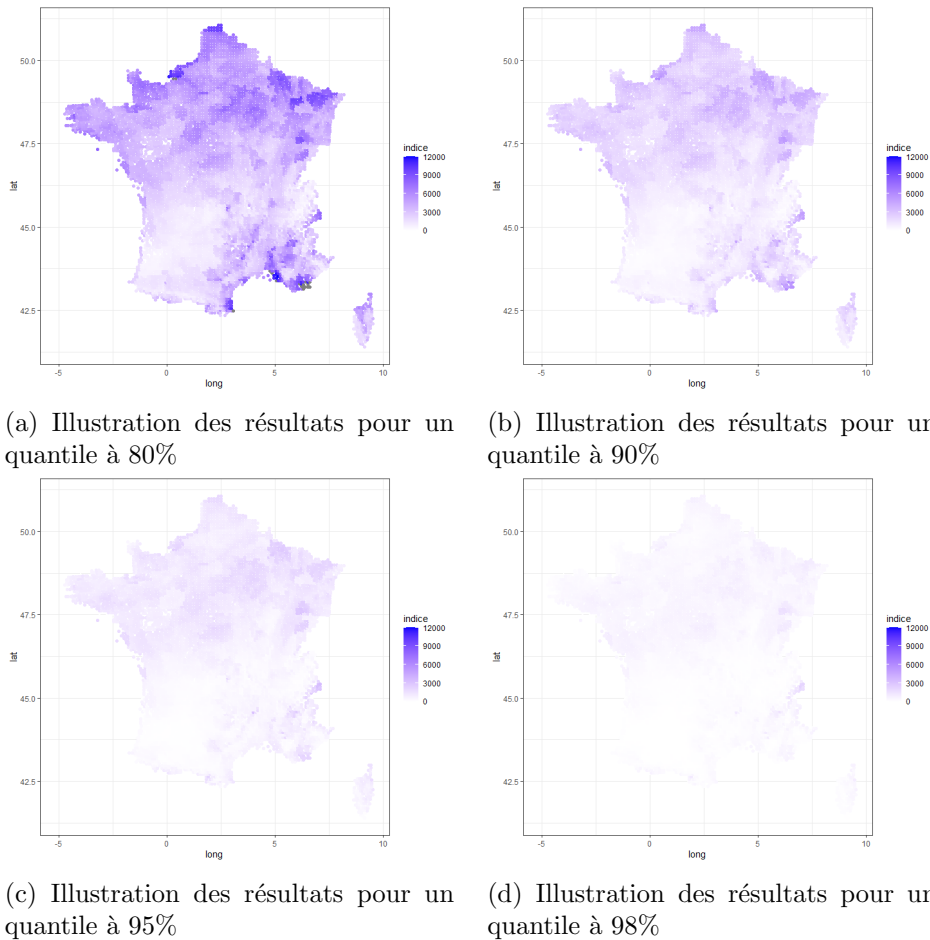 50.0
47.5
45.0
42.5
lat
-5
0
5
10
long
indice
12000
9000
6000
3000
0
50.0
47.5
45.0
42.5
lat
-5
0
5
10
long
indice
12000
9000
6000
3000
0
(a) Illustration des résultats pour un
quantile à 80%
(b) Illustration des résultats pour un
quantile à 90%
50.0
47.5
45.0
42.5
lat
-5
0
5
10
long
indice
12000
9000
6000
3000
0
50.0
47.5
45.0
42.5
lat
-5
0
5
10
long
indice
12000
9000
6000
3000
0
(c) Illustration des résultats pour un
quantile à 95%
(d) Illustration des résultats pour un
quantile à 98%